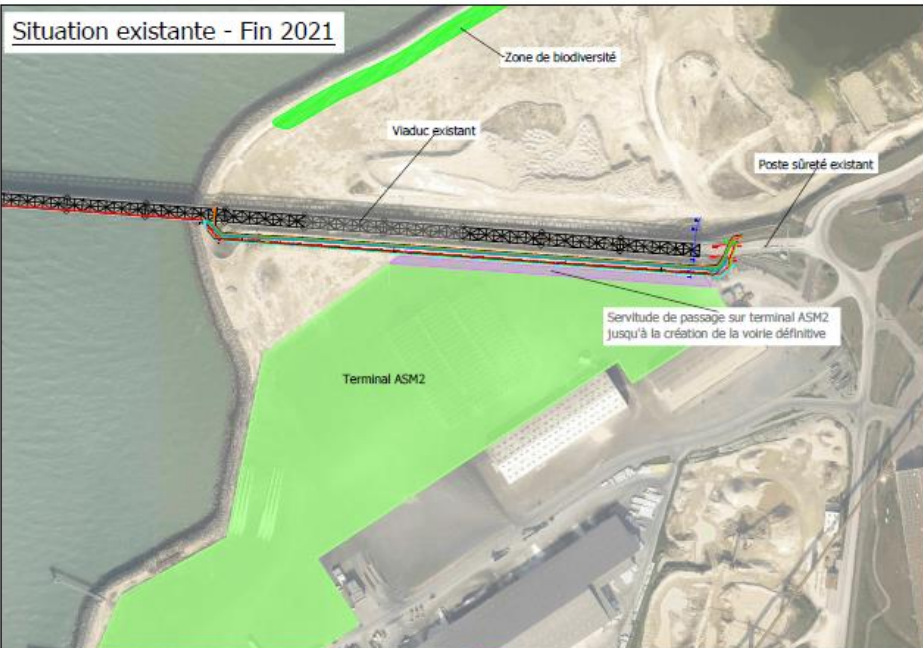 Situation existante - Fin 2021
Zone de biodiversité
Viaduc existant
Poste sûreté existant
Servitude de passage sur terminal ASM2
jusqu'à la création de la voirie définitive
Terminal ASM2